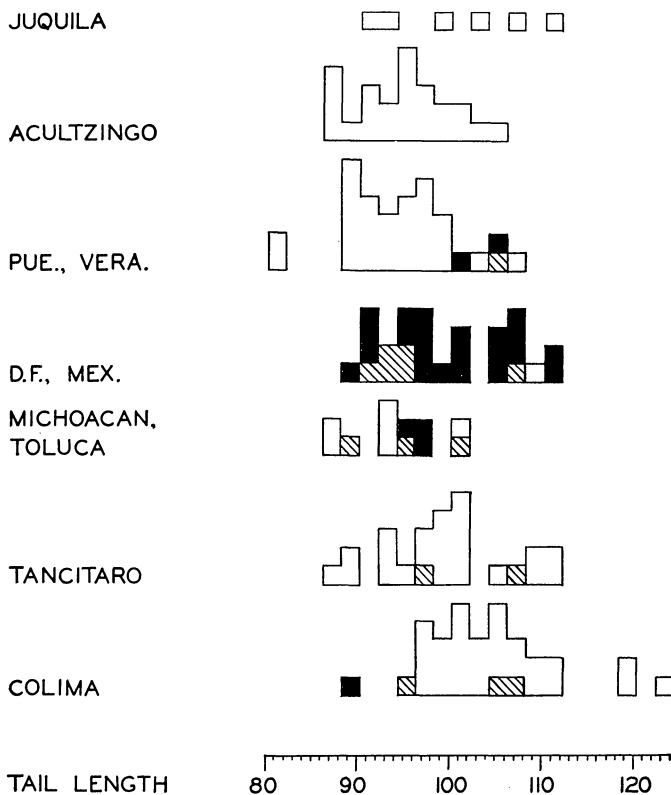 JUQUILA
ACULTZINGO
PUE., VERA.
D.F., MEX.
MICHOACAN,
TOLUCA
TANCITARO
COLIMA
TAIL LENGTH 80 90 100 110 120